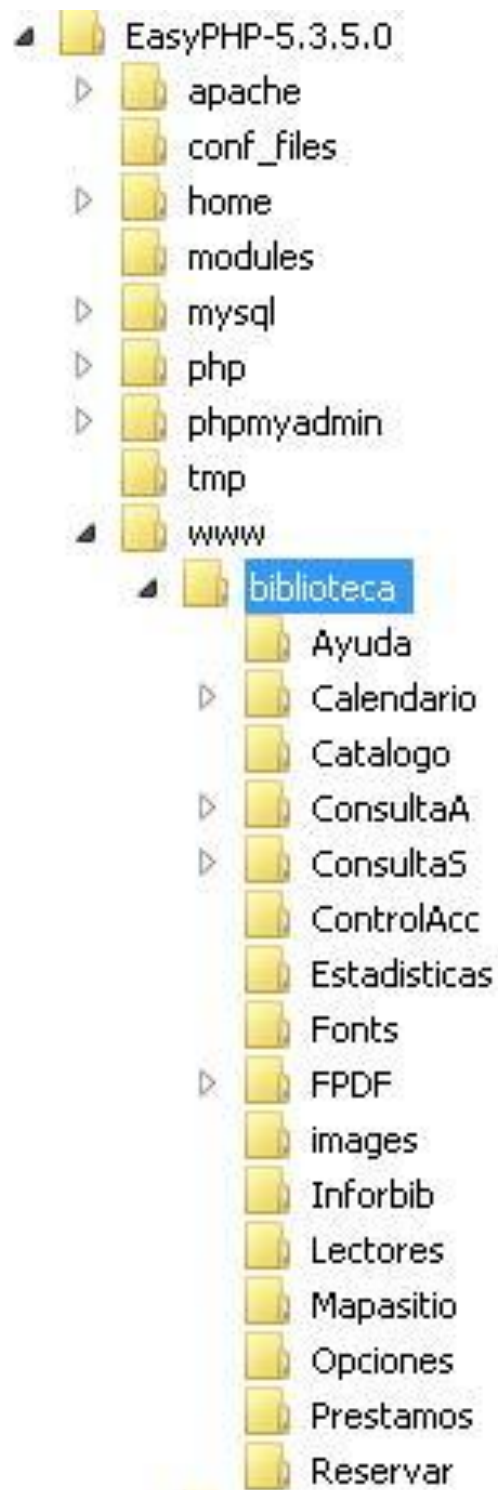 EasyPHP-5.3.5.0
apache
conf_files
home
modules
mysql
php
phpmyadmin
tmp
www
biblioteca
Ayuda
Calendario
Catalogo
ConsultaA
ConsultaS
ControlAcc
Estadisticas
Fonts
FPDF
images
Inforbib
Lectores
Mapasitio
Opciones
Prestamos
Reservar